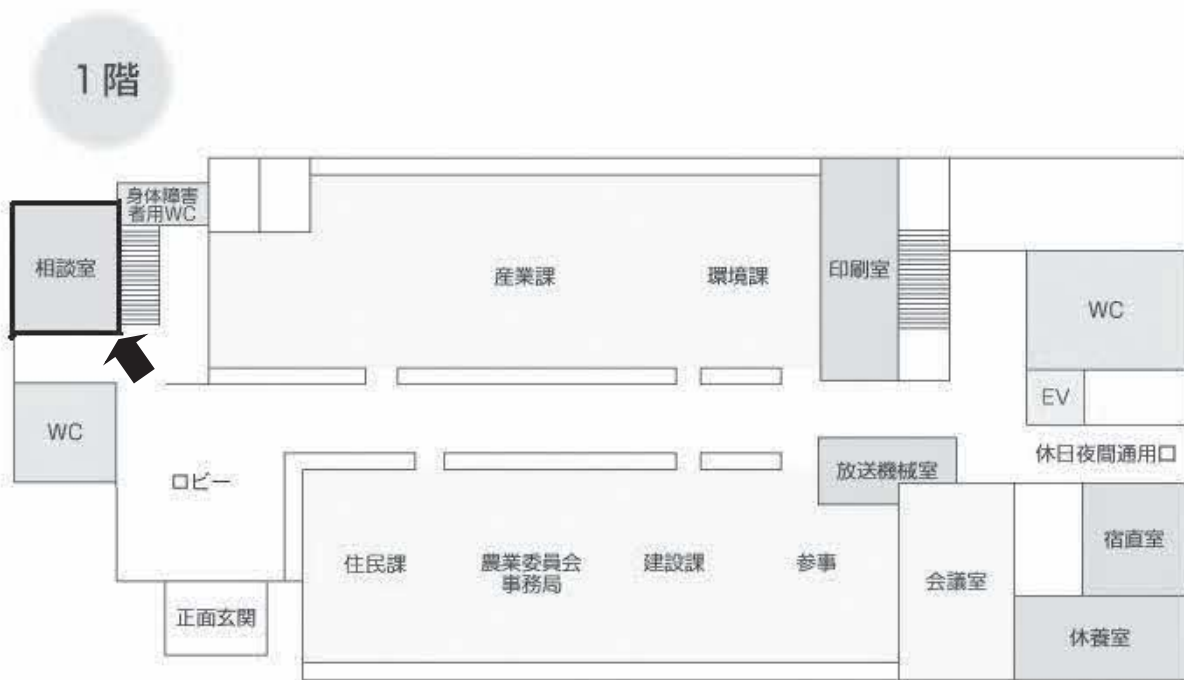 1階
身体障害
者用WC
相談室
産業課
環境課
印刷室
WC
EV
WC
休日夜間通用口
ロビー
放送機械室
住民課
農業委員会
事務局
建設課
参事
会議室
宿直室
正面玄関
休養室